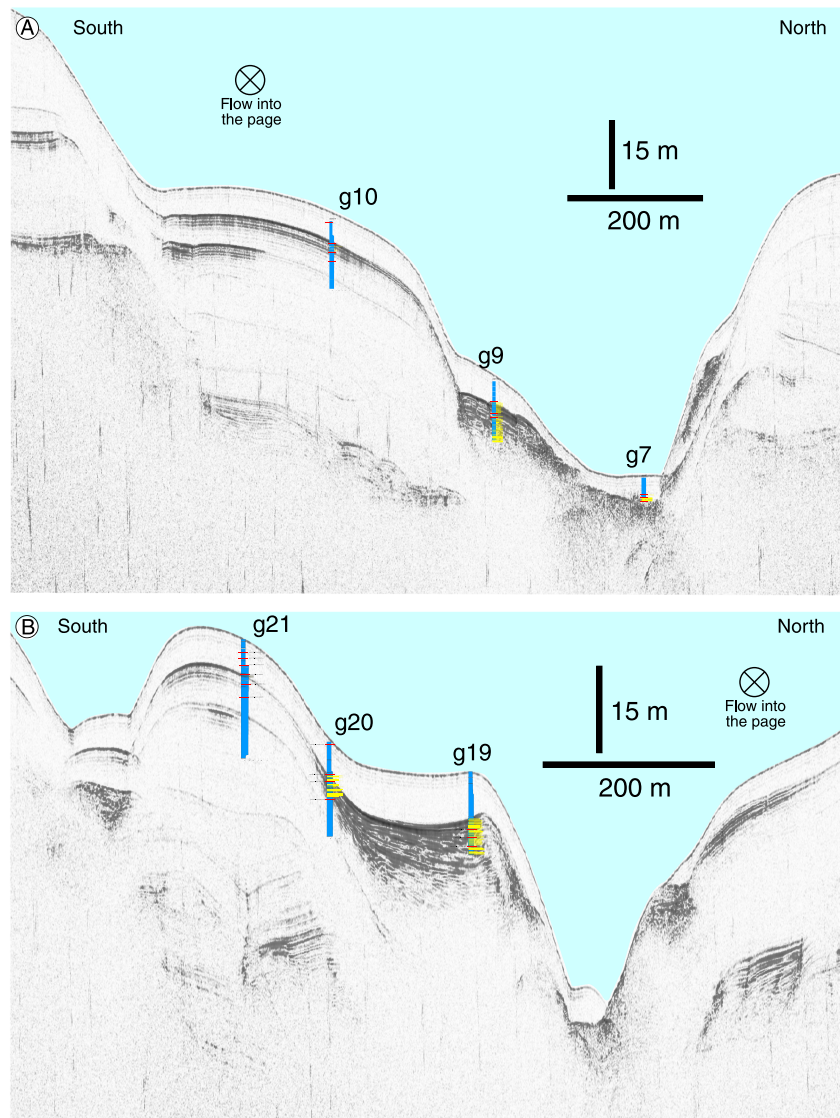 A South North
Flow into
the page
15 m
200 m
g10
g9
g7
B South North
g21
g20
g19
15 m
Flow into
the page
200 m